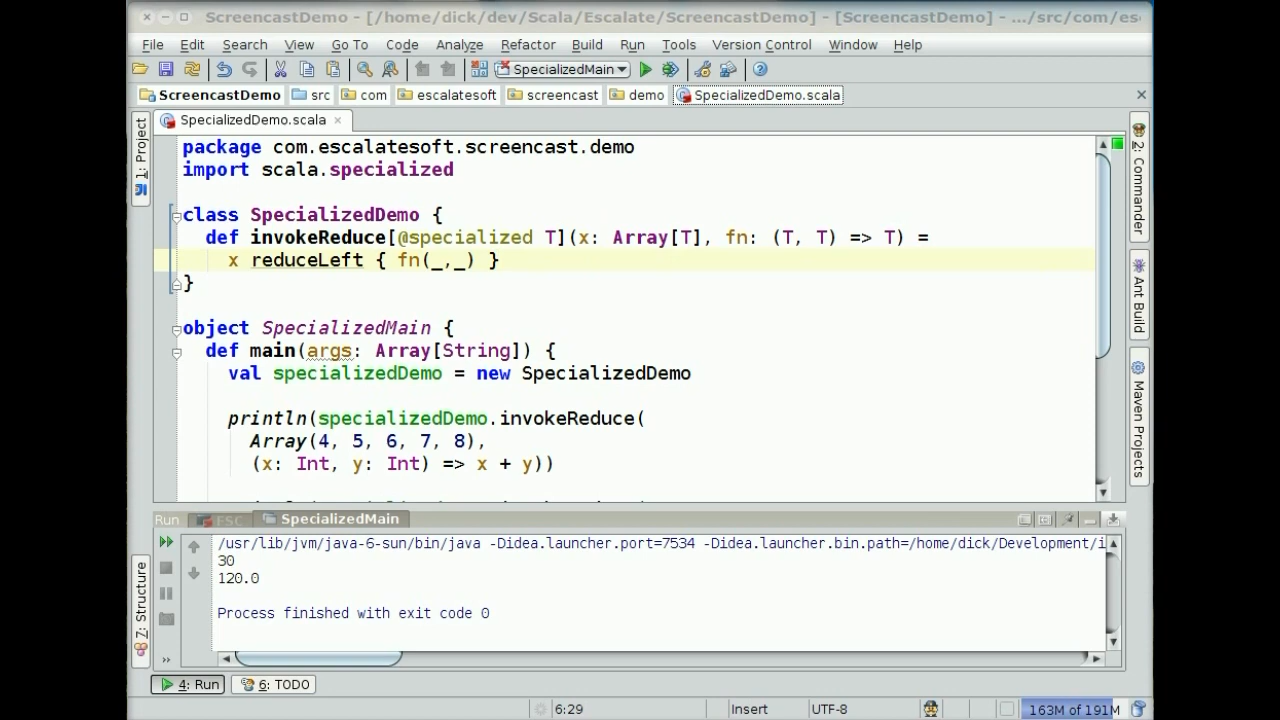 ScreencastDemo - [/home/dick/dev/Scala/Escalate/ScreencastDemo] - [ScreencastDemo] - .../src/com/esc
File Edit Search View Go To Code Analyze Refactor Build Run Tools Version Control Window Help
SpecializedMain
ScreencastDemo src com escalatesoft screencast demo SpecializedDemo.scala
SpecializedDemo.scala
1: Project
2: Commander
Ant Build
Maven Projects
package com.escalatesoft.screencast.demo
import scala.specialized
class SpecializedDemo {
def invokeReduce[@specialized T](x: Array[T], fn: (T, T) => T) =
x reduceLeft { fn(_,_) }
}
object SpecializedMain {
def main(args: Array[String]) {
val specializedDemo = new SpecializedDemo
println(specializedDemo.invokeReduce(
Array(4, 5, 6, 7, 8),
(x: Int, y: Int) => x + y))
Run FSC SpecializedMain
7: Structure
/usr/lib/jvm/java-6-sun/bin/java -Didea.launcher.port=7534 -Didea.launcher.bin.path=/home/dick/Development/i
30
120.0
Process finished with exit code 0
4: Run 6: TODO
6:29 Insert UTF-8 163M of 191M